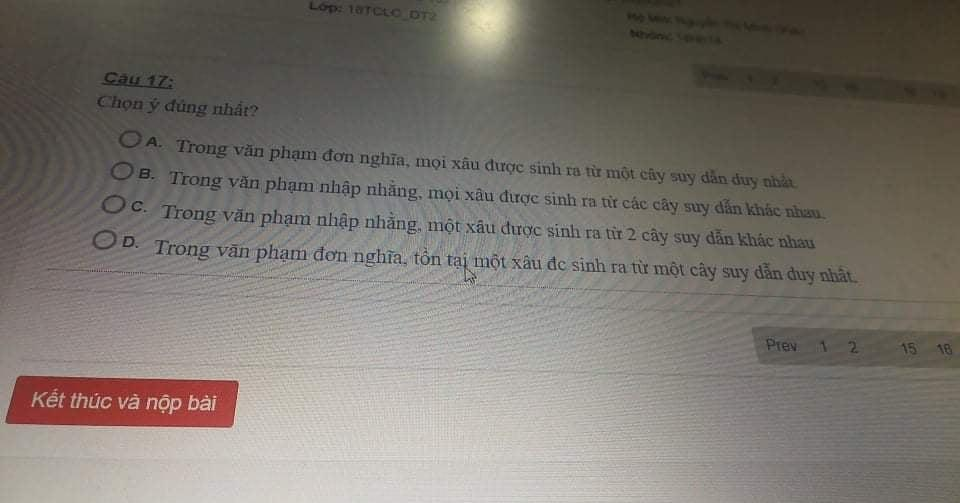 Lớp: 18TCLC_DT2
Câu 17:
Chọn ý đúng nhất?
A. Trong văn phạm đơn nghĩa, mọi xâu được sinh ra từ một cây suy dẫn duy nhất.
B. Trong văn phạm nhập nhằng, mọi xâu được sinh ra từ các cây suy dẫn khác nhau.
C. Trong văn phạm nhập nhằng, một xâu được sinh ra từ 2 cây suy dẫn khác nhau
D. Trong văn phạm đơn nghĩa, tồn tại một xâu đc sinh ra từ một cây suy dẫn duy nhất.
Prev 1 2 15 16
Kết thúc và nộp bài